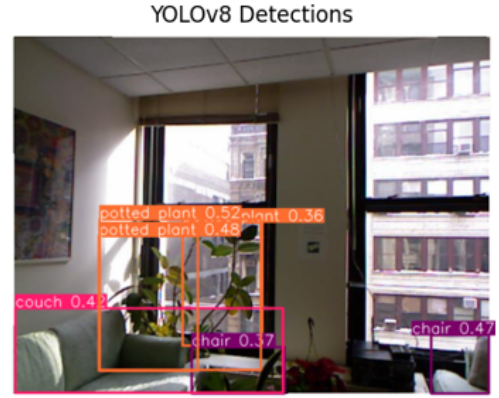 YOLOv8 Detections
potted plant 0.52
plant 0.36
potted plant 0.48
couch 0.42
chair 0.47
chair 0.37